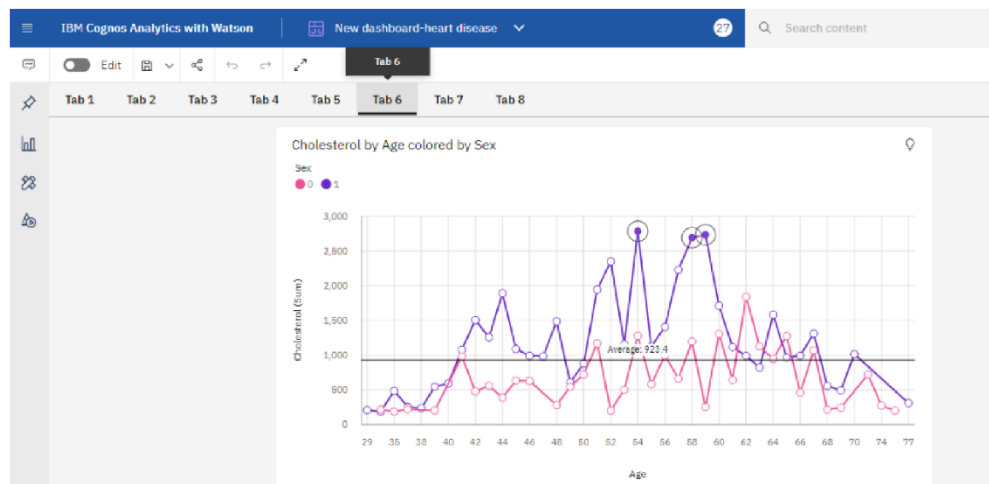 IBM Cognos Analytics with Watson
New dashboard-heart disease
27
Search content
Edit
Tab 6
Tab 1 Tab 2 Tab 3 Tab 4 Tab 5 Tab 6 Tab 7 Tab 8
Cholesterol by Age colored by Sex
Sex
0 1
3,000
2,500
2,000
1,500
1,000
500
0
Cholesterol (Sum)
Average: 923.4
29 35 38 40 42 44 46 48 50 52 54 56 58 60 62 64 66 68 70 74 77
Age